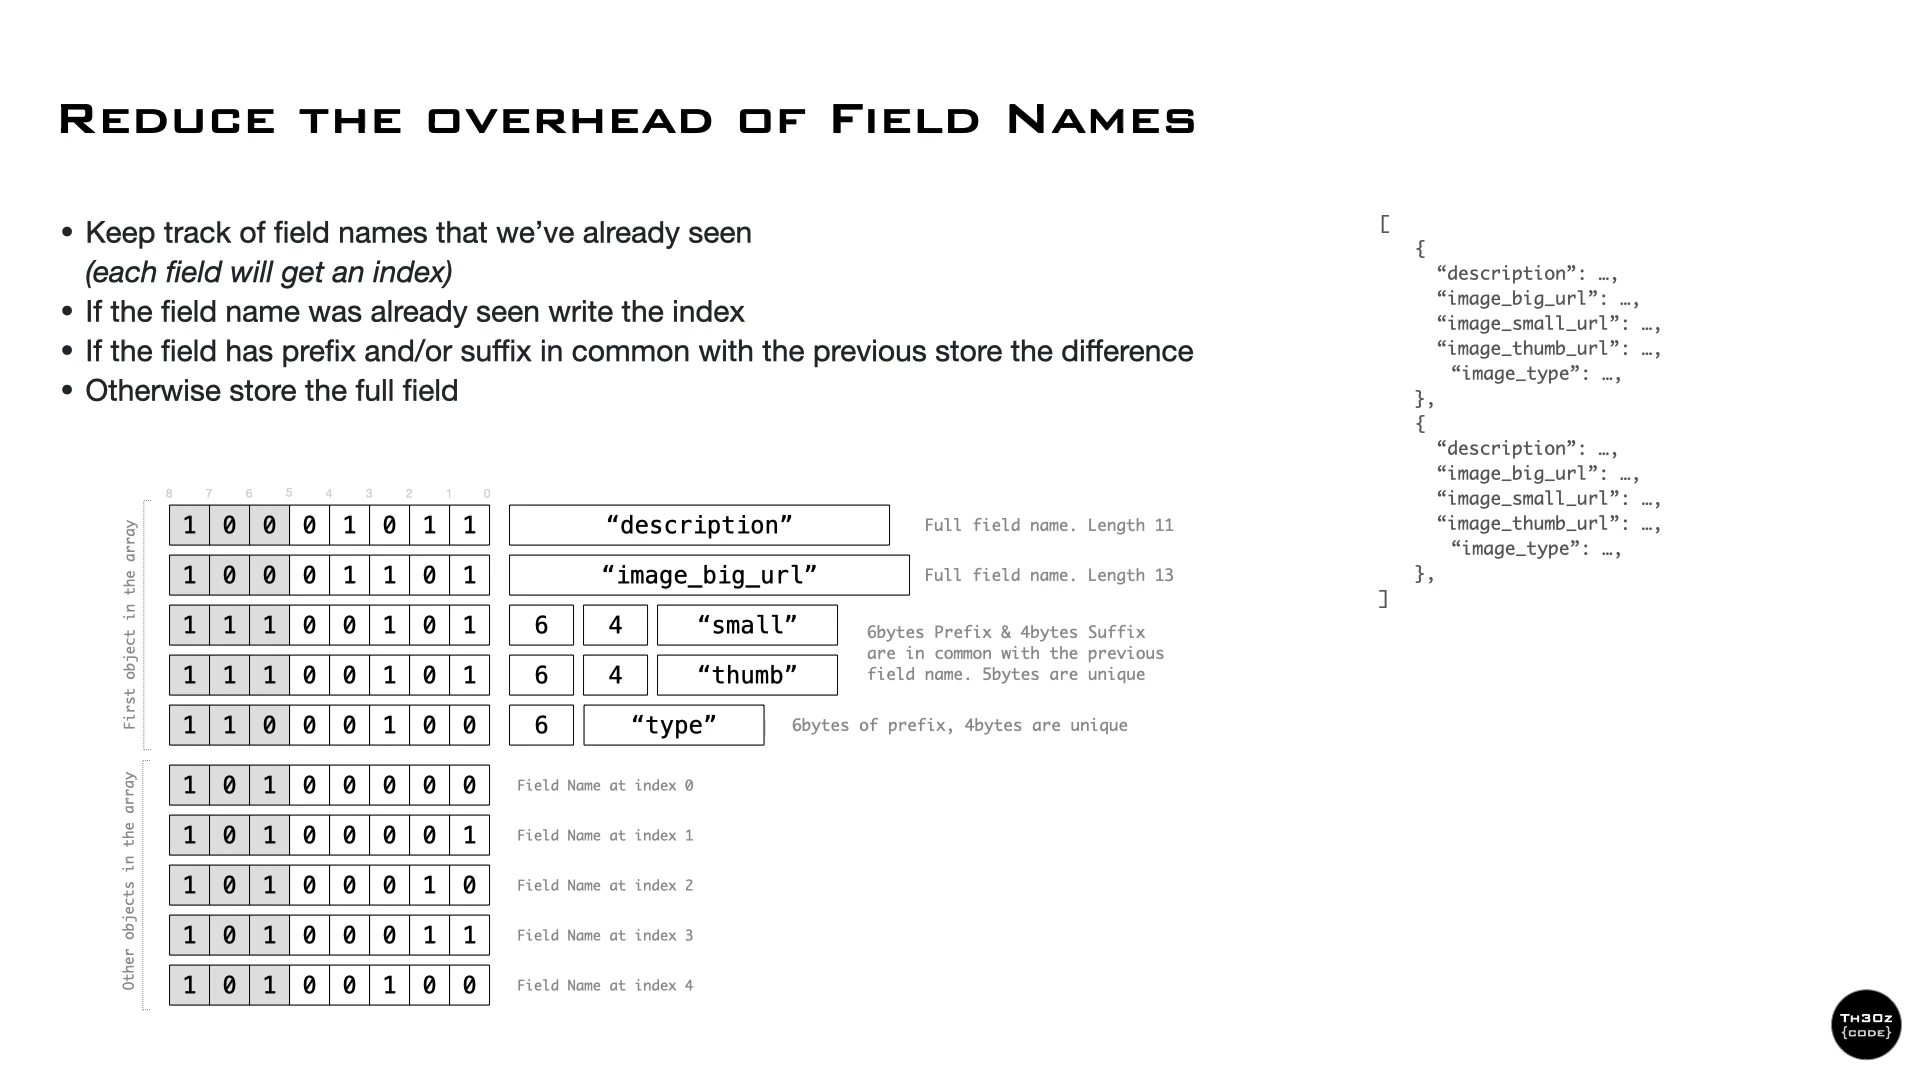 Reduce the overhead of Field Names
• Keep track of field names that we’ve already seen
(each field will get an index)
• If the field name was already seen write the index
• If the field has prefix and/or suffix in common with the previous store the difference
• Otherwise store the full field
[
{
“description”: …,
“image_big_url”: …,
“image_small_url”: …,
“image_thumb_url”: …,
“image_type”: …,
},
{
“description”: …,
“image_big_url”: …,
“image_small_url”: …,
“image_thumb_url”: …,
“image_type”: …,
},
]
8 7 6 5 4 3 2 1 0
First object in the array
1 0 0 0 1 0 1 1 “description” Full field name. Length 11
1 0 0 0 1 1 0 1 “image_big_url” Full field name. Length 13
1 1 1 0 0 1 0 1 6 4 “small”
1 1 1 0 0 1 0 1 6 4 “thumb”
6bytes Prefix & 4bytes Suffix
are in common with the previous
field name. 5bytes are unique
1 1 0 0 0 1 0 0 6 “type” 6bytes of prefix, 4bytes are unique
Other objects in the array
1 0 1 0 0 0 0 0 Field Name at index 0
1 0 1 0 0 0 0 1 Field Name at index 1
1 0 1 0 0 0 1 0 Field Name at index 2
1 0 1 0 0 0 1 1 Field Name at index 3
1 0 1 0 0 1 0 0 Field Name at index 4
Th30z
{code}